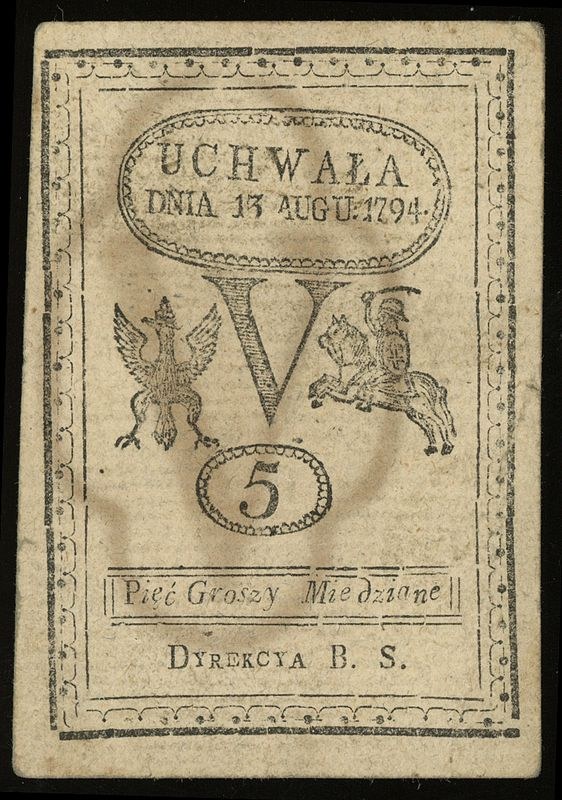 UCHWAŁA
DNIA 13 AUGU: 1794.
V
5
Pięć Groszy Miedziane
DYREKCYA B. S.